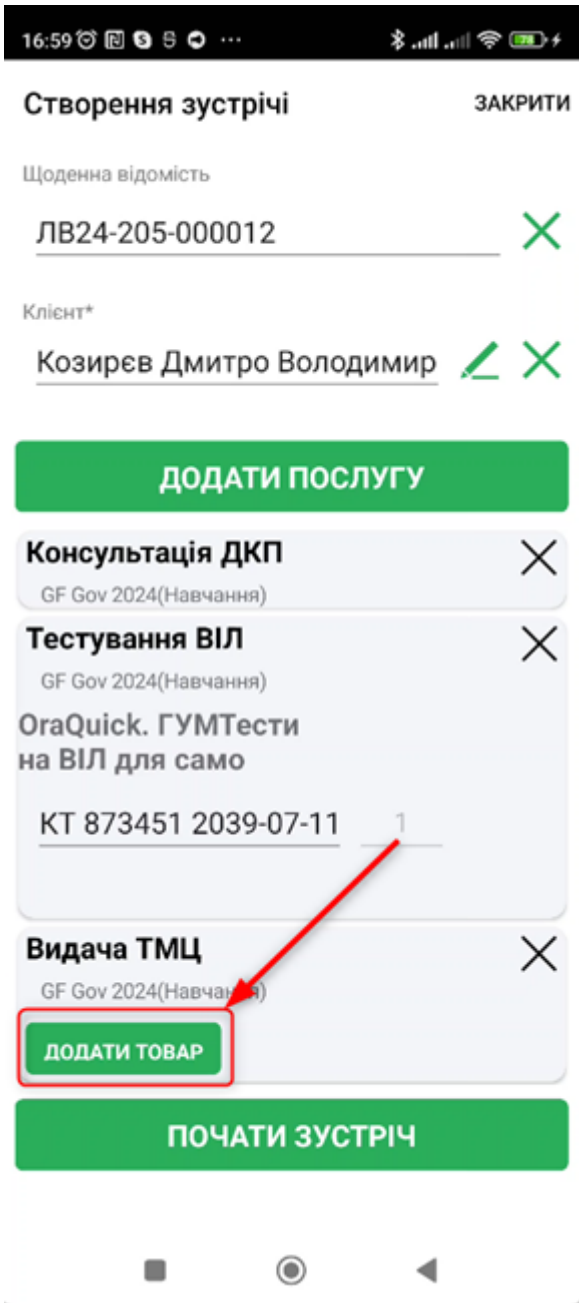 16:59
78
Створення зустрічі
ЗАКРИТИ
Щоденна відомість
ЛВ24-205-000012
Клієнт*
Козирєв Дмитро Володимир
ДОДАТИ ПОСЛУГУ
Консультація ДКП
GF Gov 2024(Навчання)
Тестування ВІЛ
GF Gov 2024(Навчання)
OraQuick. ГУМТести
на ВІЛ для само
КТ 873451 2039-07-11 1
Видача ТМЦ
GF Gov 2024(Навчання)
ДОДАТИ ТОВАР
ПОЧАТИ ЗУСТРІЧ